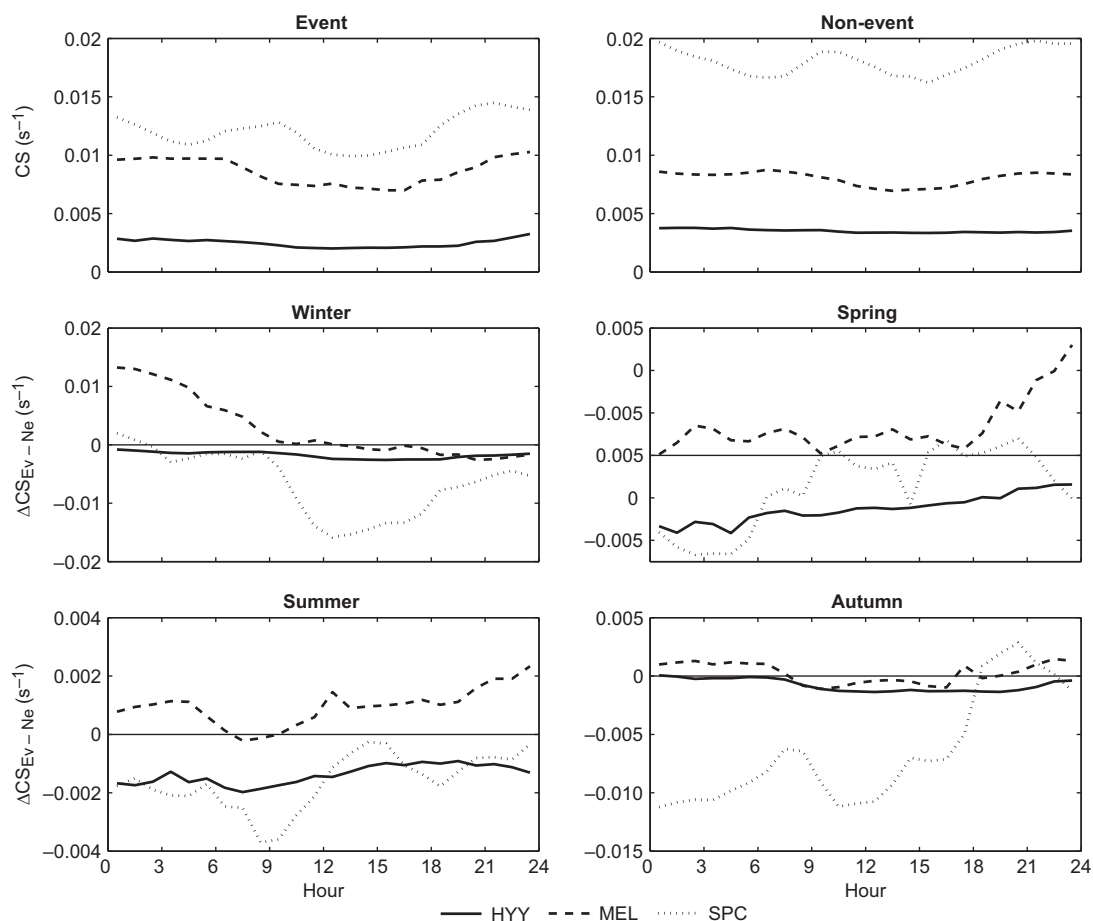 Event
Non-event
0.02
0.015
0.01
0.005
0
CS (s⁻¹)
0.02
0.015
0.01
0.005
0
Winter
Spring
0.02
0.01
0
–0.01
–0.02
ΔCS Ev – Ne (s⁻¹)
0.005
0
–0.005
0.005
0
–0.005
Summer
Autumn
0.004
0.002
0
–0.002
–0.004
ΔCS Ev – Ne (s⁻¹)
0.005
0
–0.005
–0.010
–0.015
0 3 6 9 12 15 18 21 24
0 3 6 9 12 15 18 21 24
Hour
Hour
HYY MEL SPC